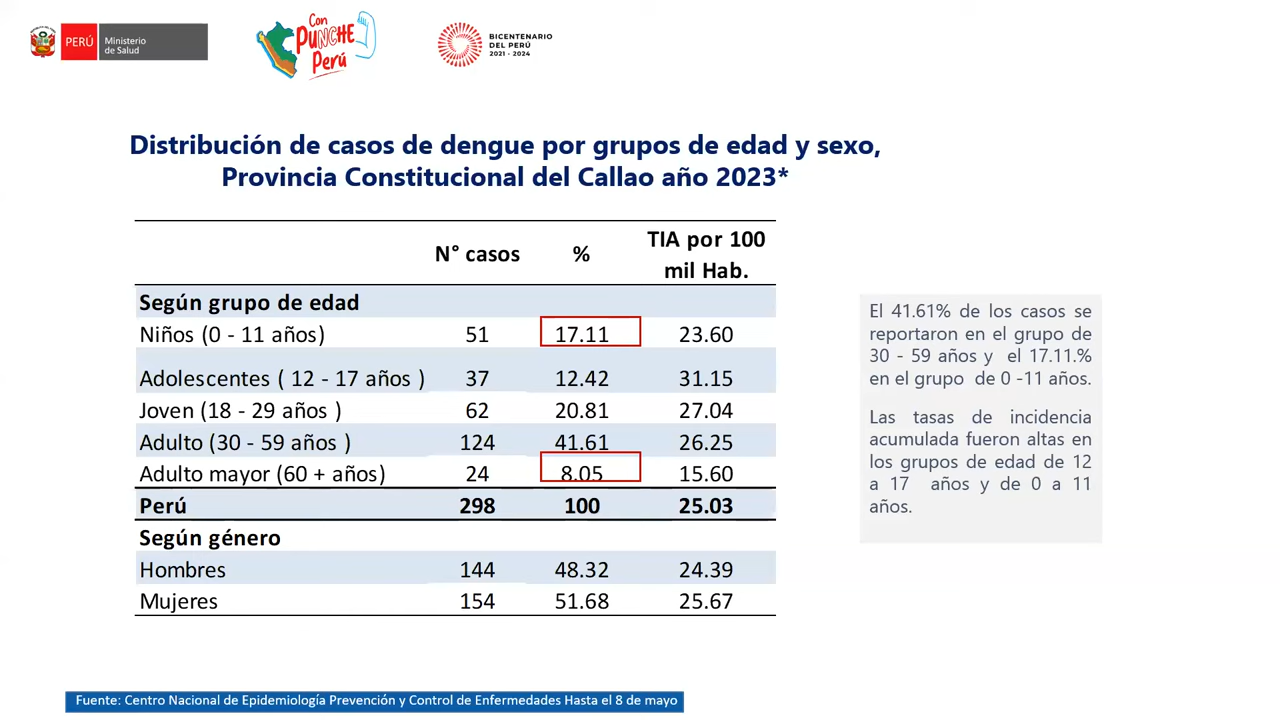 PERÚ
Ministerio
de Salud
Con
PUNCHE
Perú
BICENTENARIO
DEL PERÚ
2021 - 2024
Distribución de casos de dengue por grupos de edad y sexo,
Provincia Constitucional del Callao año 2023*
N° casos % TIA por 100
mil Hab.
Según grupo de edad
Niños (0 - 11 años) 51 17.11 23.60
Adolescentes ( 12 - 17 años ) 37 12.42 31.15
Joven (18 - 29 años ) 62 20.81 27.04
Adulto (30 - 59 años ) 124 41.61 26.25
Adulto mayor (60 + años) 24 8.05 15.60
Perú 298 100 25.03
Según género
Hombres 144 48.32 24.39
Mujeres 154 51.68 25.67
El 41.61% de los casos se
reportaron en el grupo de
30 - 59 años y el 17.11.%
en el grupo de 0 -11 años.
Las tasas de incidencia
acumulada fueron altas en
los grupos de edad de 12
a 17 años y de 0 a 11
años.
Fuente: Centro Nacional de Epidemiología Prevención y Control de Enfermedades Hasta el 8 de mayo